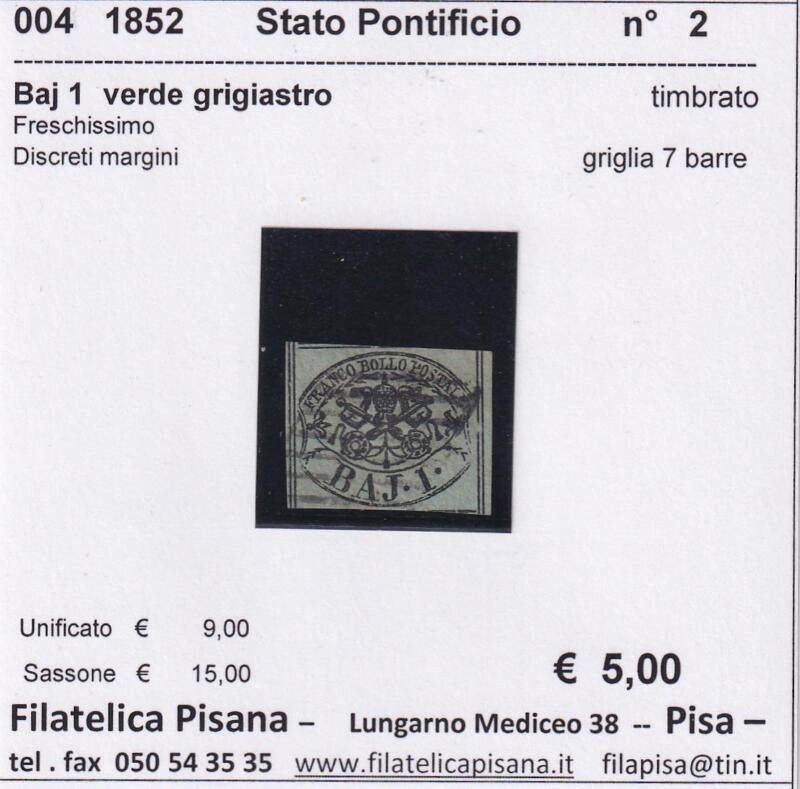 004 1852 Stato Pontificio n° 2
Baj 1 verde grigiastro timbrato
Freschissimo
Discreti margini griglia 7 barre
FRANCO BOLLO POSTAL
BAJ. 1.
Unificato € 9,00
Sassone € 15,00 € 5,00
Filatelica Pisana – Lungarno Mediceo 38 -- Pisa –
tel . fax 050 54 35 35 www.filatelicapisana.it filapisa@tin.it